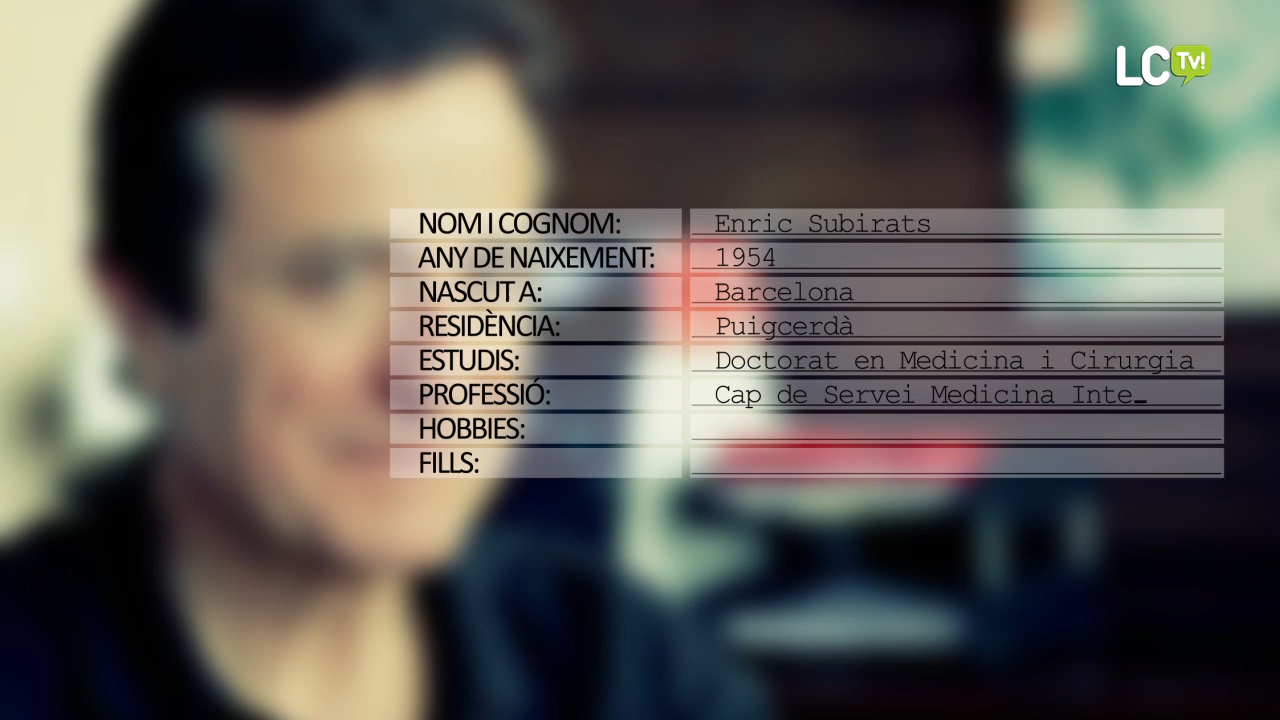 LC Tv!
NOM I COGNOM: Enric Subirats
ANY DE NAIXEMENT: 1954
NASCUT A: Barcelona
RESIDÈNCIA: Puigcerdà
ESTUDIS: Doctorat en Medicina i Cirurgia
PROFESSIÓ: Cap de Servei Medicina Inte_
HOBBIES:
FILLS: